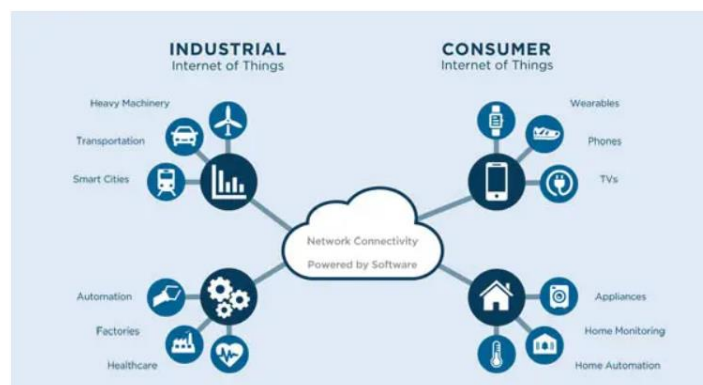 INDUSTRIAL
Internet of Things
CONSUMER
Internet of Things
Heavy Machinery
Transportation
Smart Cities
Wearables
Phones
TVs
Network Connectivity
Powered by Software
Automation
Factories
Healthcare
Appliances
Home Monitoring
Home Automation